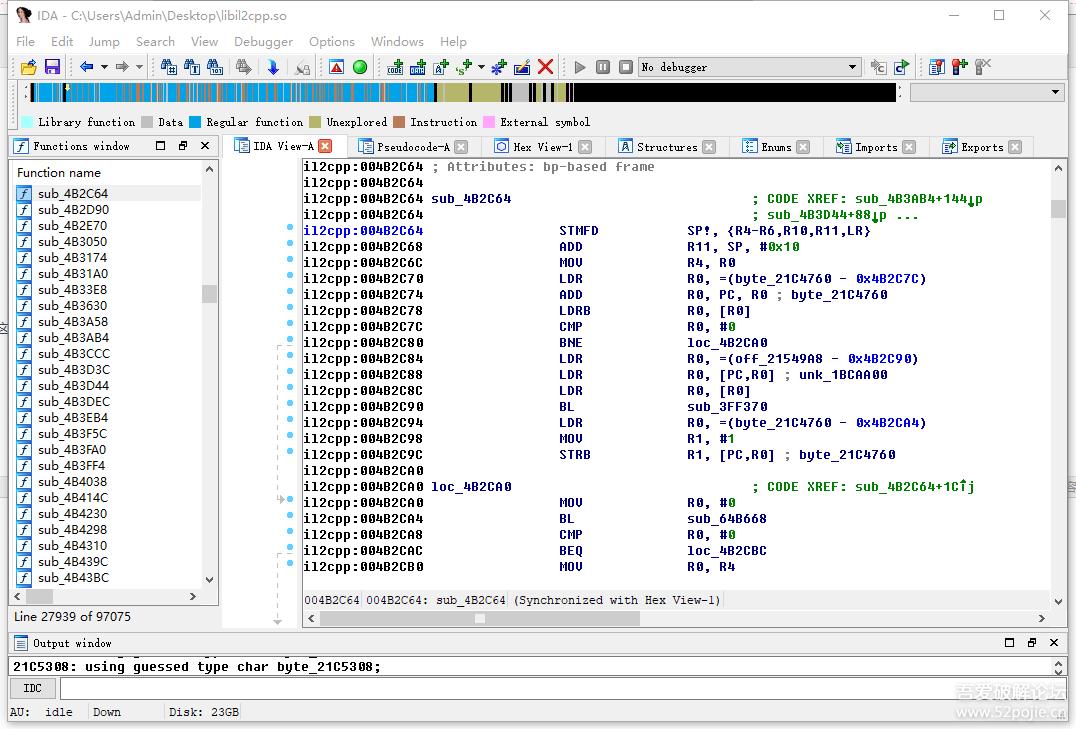 IDA - C:\Users\Admin\Desktop\libil2cpp.so
File Edit Jump Search View Debugger Options Windows Help
No debugger
Library function Data Regular function Unexplored Instruction External symbol
Functions window
IDA View-A Pseudocode-A Hex View-1 Structures Enums Imports Exports
Function name
sub_4B2C64
sub_4B2D90
sub_4B2E70
sub_4B3050
sub_4B3174
sub_4B31A0
sub_4B33E8
sub_4B3630
sub_4B3A58
sub_4B3AB4
sub_4B3CCC
sub_4B3D3C
sub_4B3D44
sub_4B3DEC
sub_4B3EB4
sub_4B3F5C
sub_4B3FA0
sub_4B3FF4
sub_4B4038
sub_4B414C
sub_4B4230
sub_4B4298
sub_4B4310
sub_4B439C
sub_4B43BC
Line 27939 of 97075
il2cpp:004B2C64 ; Attributes: bp-based frame
il2cpp:004B2C64
il2cpp:004B2C64 sub_4B2C64 ; CODE XREF: sub_4B3AB4+144↓p
il2cpp:004B2C64 ; sub_4B3D44+88↓p ...
il2cpp:004B2C64 STMFD SP!, {R4-R6,R10,R11,LR}
il2cpp:004B2C68 ADD R11, SP, #0x10
il2cpp:004B2C6C MOV R4, R0
il2cpp:004B2C70 LDR R0, =(byte_21C4760 - 0x4B2C7C)
il2cpp:004B2C74 ADD R0, PC, R0 ; byte_21C4760
il2cpp:004B2C78 LDRB R0, [R0]
il2cpp:004B2C7C CMP R0, #0
il2cpp:004B2C80 BNE loc_4B2CA0
il2cpp:004B2C84 LDR R0, =(off_21549A8 - 0x4B2C90)
il2cpp:004B2C88 LDR R0, [PC,R0] ; unk_1BCAA00
il2cpp:004B2C8C LDR R0, [R0]
il2cpp:004B2C90 BL sub_3FF370
il2cpp:004B2C94 LDR R0, =(byte_21C4760 - 0x4B2CA4)
il2cpp:004B2C98 MOV R1, #1
il2cpp:004B2C9C STRB R1, [PC,R0] ; byte_21C4760
il2cpp:004B2CA0
il2cpp:004B2CA0 loc_4B2CA0 ; CODE XREF: sub_4B2C64+1C↑j
il2cpp:004B2CA0 MOV R0, #0
il2cpp:004B2CA4 BL sub_64B668
il2cpp:004B2CA8 CMP R0, #0
il2cpp:004B2CAC BEQ loc_4B2CBC
il2cpp:004B2CB0 MOV R0, R4
004B2C64 004B2C64: sub_4B2C64 (Synchronized with Hex View-1)
Output window
21C5308: using guessed type char byte_21C5308;
IDC
AU: idle Down Disk: 23GB
吾爱破解论坛
www.52pojie.cn